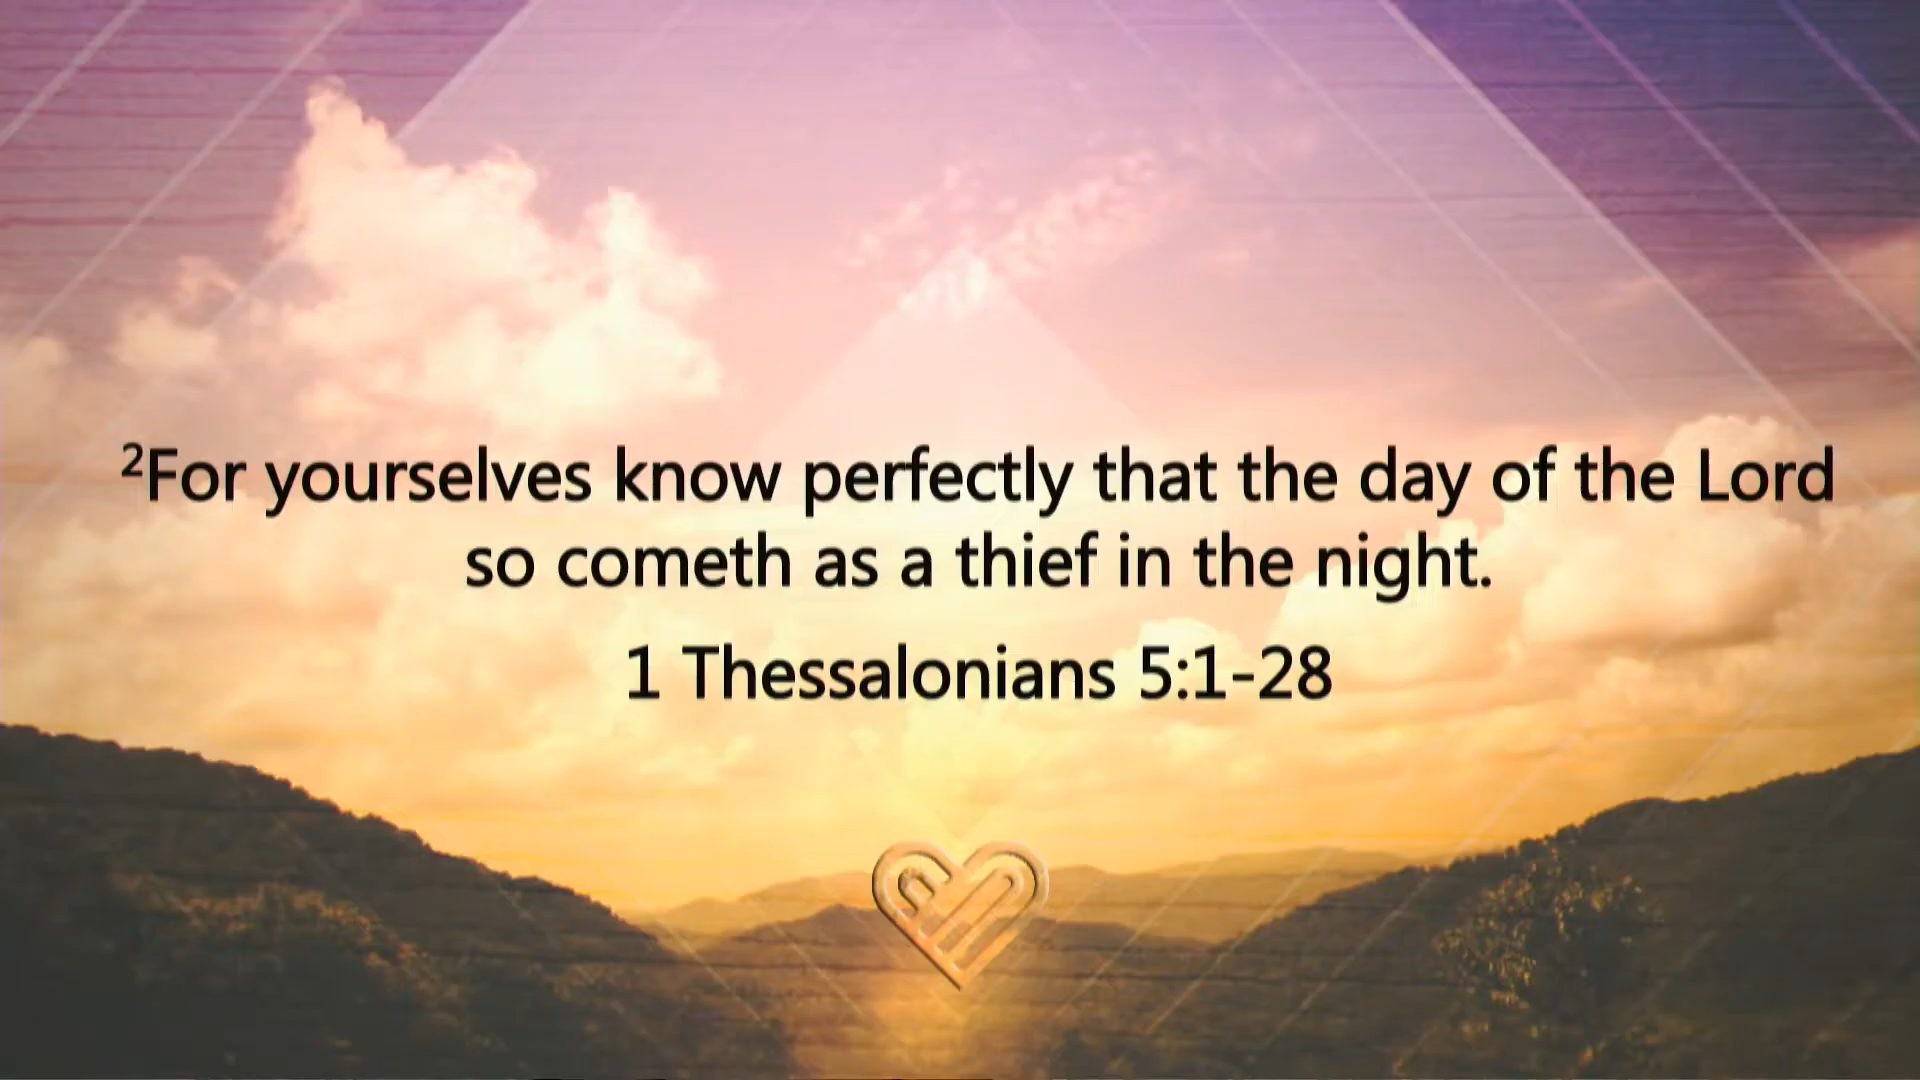 ²For yourselves know perfectly that the day of the Lord
so cometh as a thief in the night.
1 Thessalonians 5:1-28